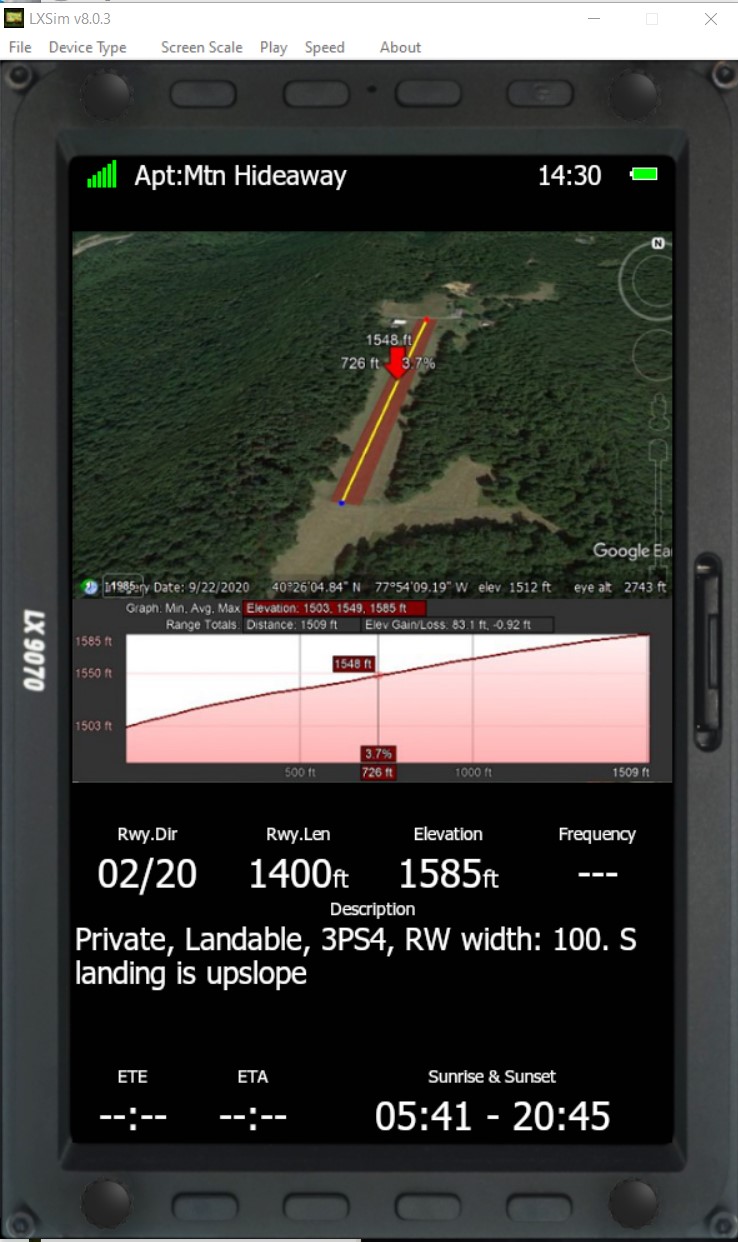 LXSim v8.0.3
File Device Type Screen Scale Play Speed About
Apt:Mtn Hideaway 14:30
N
1548 ft
726 ft 3.7%
Google Ea
1985
Imagery Date: 9/22/2020 40°26'04.84" N 77°54'09.19" W elev 1512 ft eye alt 2743 ft
Graph: Min, Avg, Max Elevation: 1503, 1549, 1585 ft
Range Totals: Distance: 1509 ft Elev Gain/Loss: 83.1 ft, -0.92 ft
1585 ft
1548 ft
1550 ft
1503 ft
3.7%
500 ft 726 ft 1000 ft 1509 ft
LX 9070
Rwy.Dir Rwy.Len Elevation Frequency
02/20 1400ft 1585ft ---
Description
Private, Landable, 3PS4, RW width: 100. S
landing is upslope
ETE ETA Sunrise & Sunset
--:-- --:-- 05:41 - 20:45